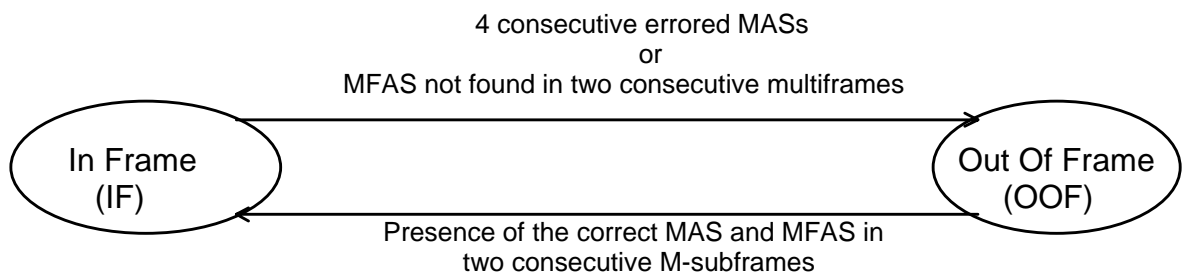 4 consecutive errored MASs
or
MFAS not found in two consecutive multiframes
In Frame
(IF)
Out Of Frame
(OOF)
Presence of the correct MAS and MFAS in
two consecutive M-subframes